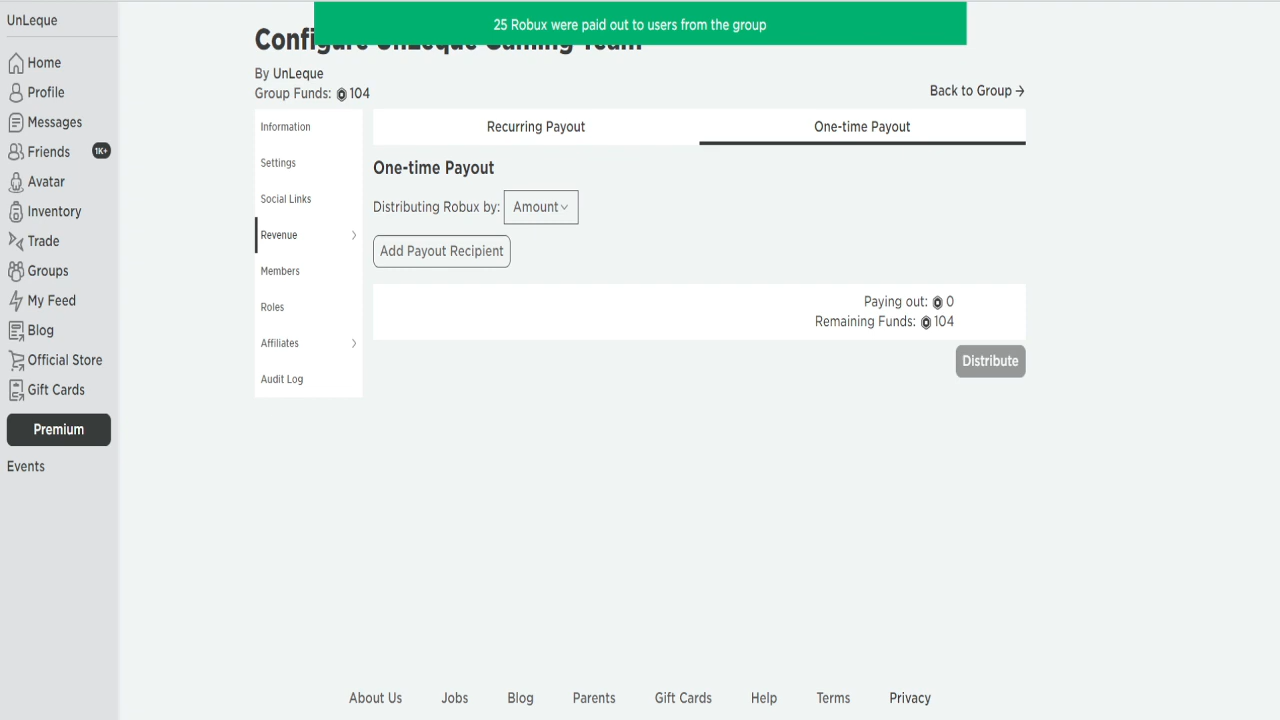 UnLeque
Home
Profile
Messages
Friends
1K+
Avatar
Inventory
Trade
Groups
My Feed
Blog
Official Store
Gift Cards
Premium
Events
25 Robux were paid out to users from the group
Configure UnLeque Gaming Team
By UnLeque
Group Funds: 104
Back to Group →
Information
Settings
Social Links
Revenue
Members
Roles
Affiliates
Audit Log
Recurring Payout
One-time Payout
One-time Payout
Distributing Robux by: Amount
Add Payout Recipient
Paying out: 0
Remaining Funds: 104
Distribute
About Us
Jobs
Blog
Parents
Gift Cards
Help
Terms
Privacy